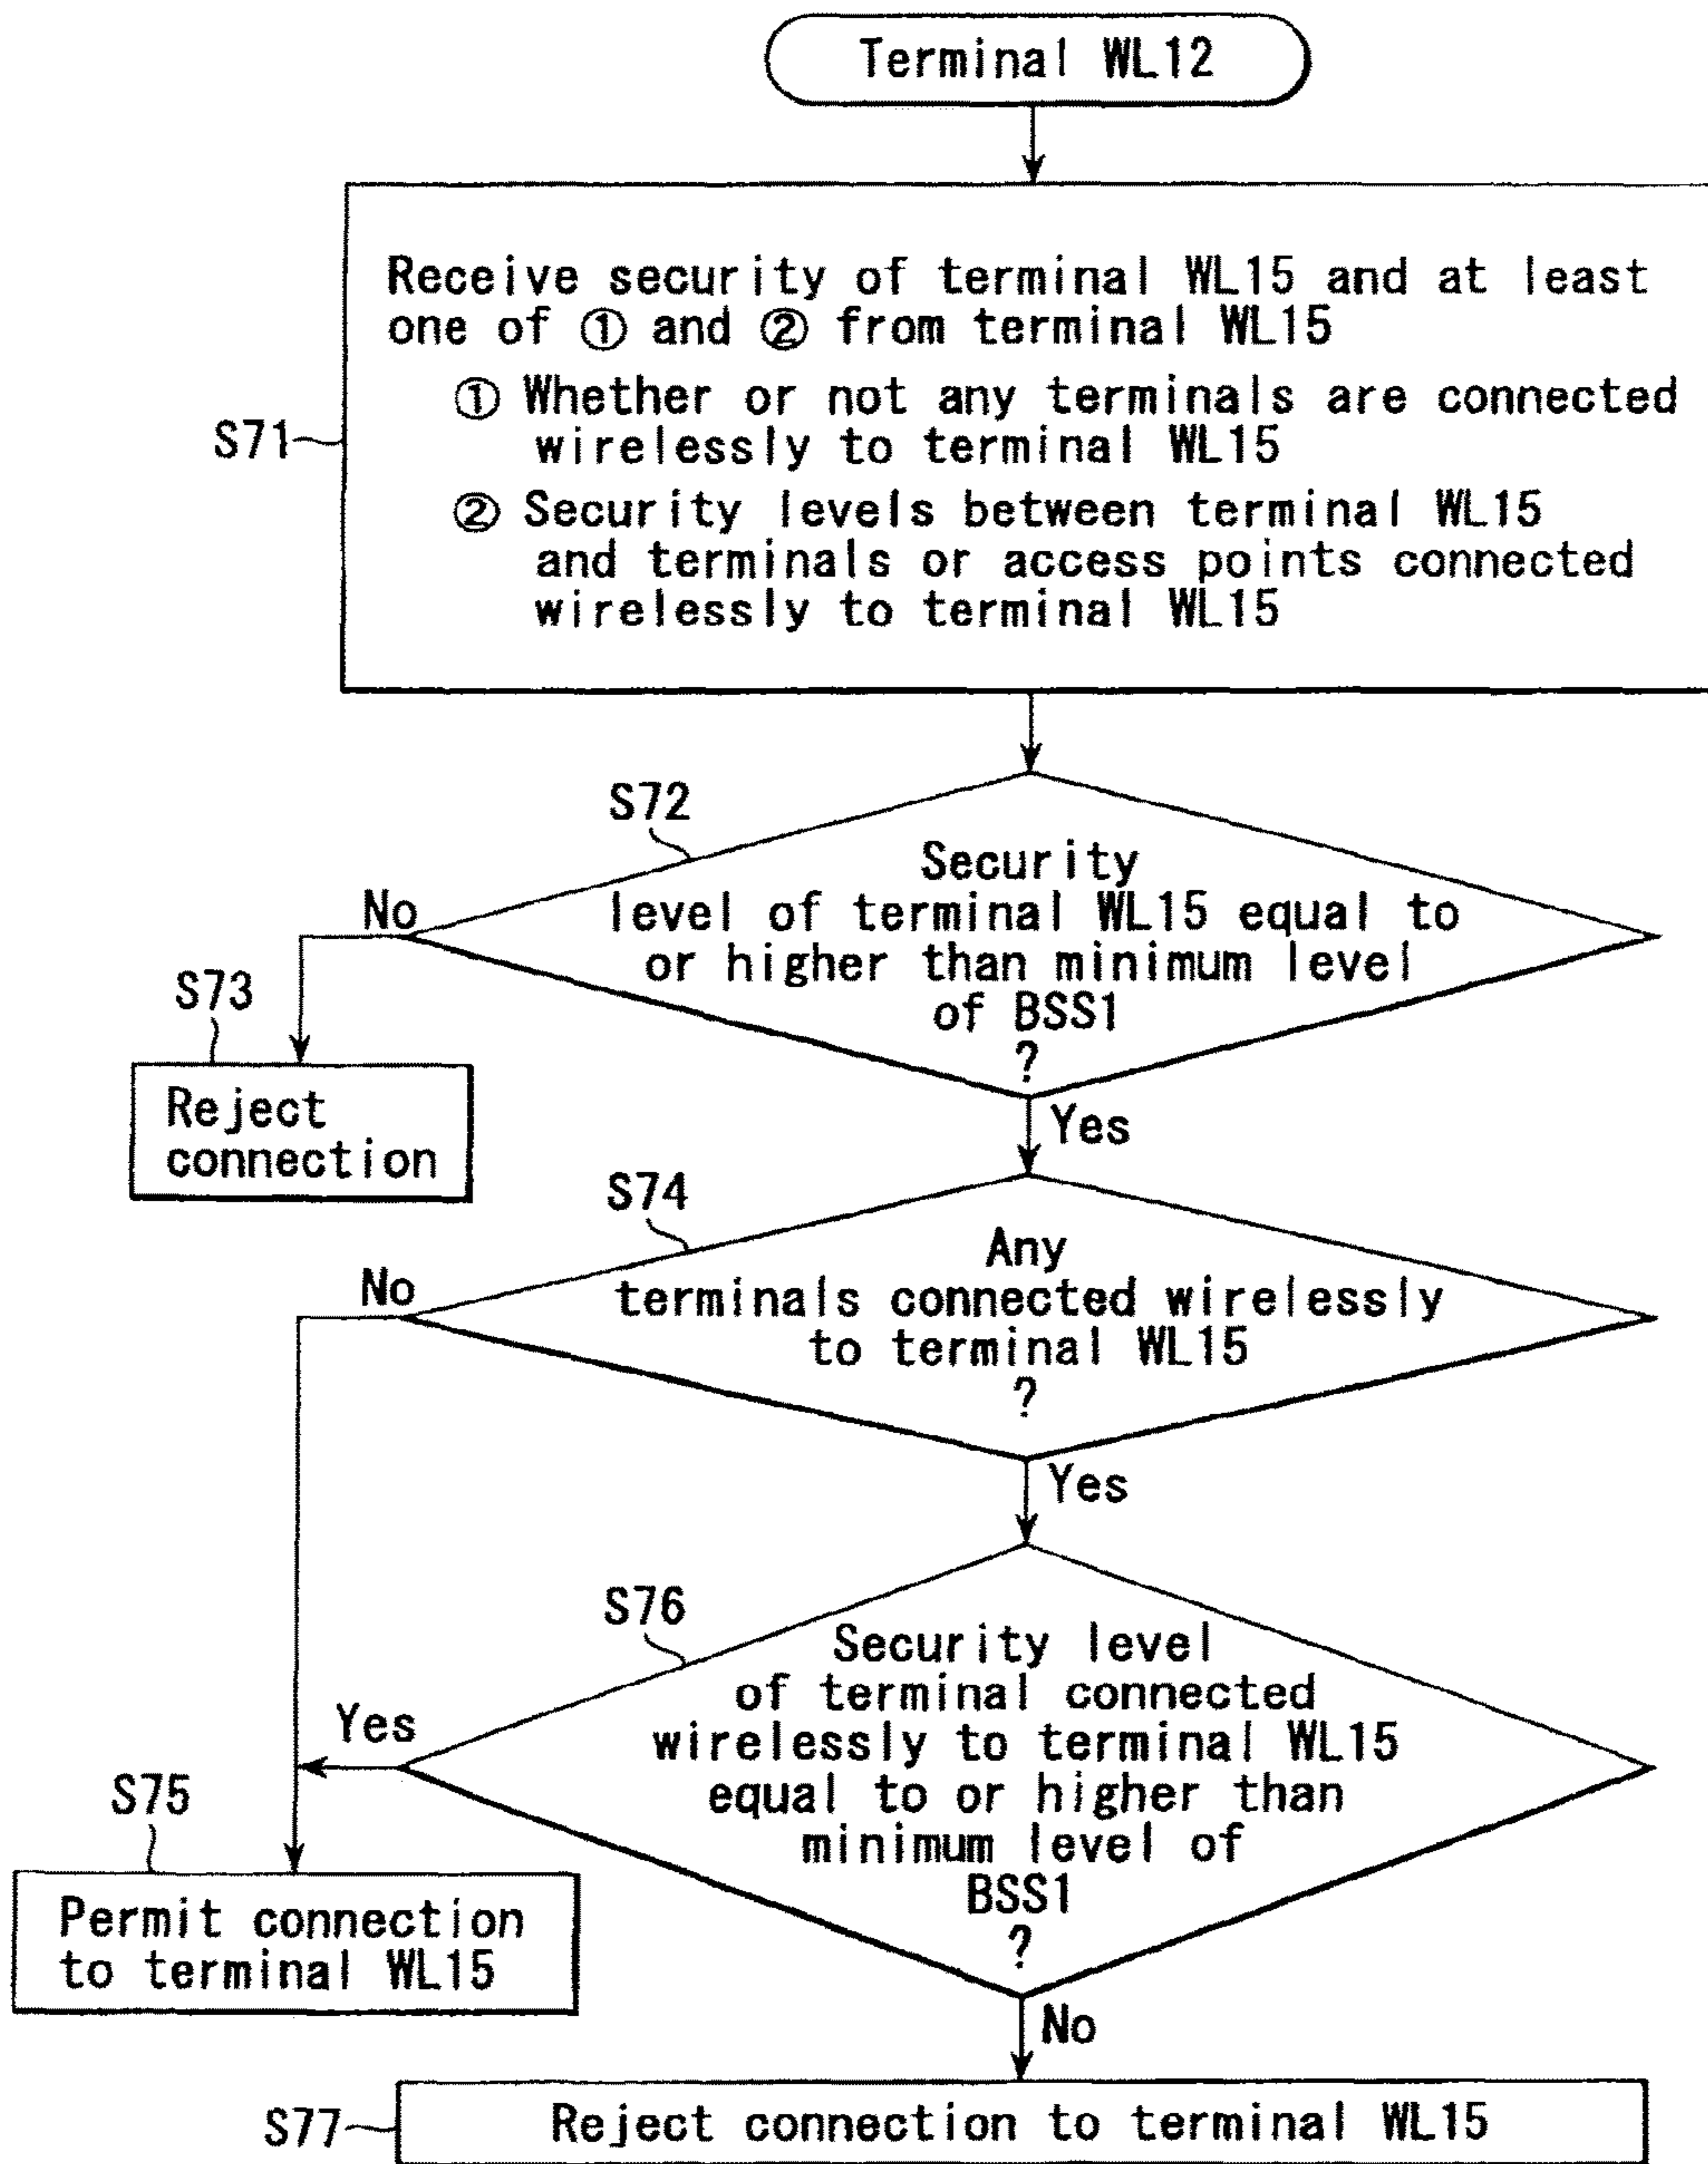 Terminal WL12
Receive security of terminal WL15 and at least
one of ① and ② from terminal WL15
① Whether or not any terminals are connected
wirelessly to terminal WL15
S71
② Security levels between terminal WL15
and terminals or access points connected
wirelessly to terminal WL15
S72
Security
level of terminal WL15 equal to
or higher than minimum level
of BSS1
?
No
S73
Reject
connection
Yes
S74
Any
terminals connected wirelessly
to terminal WL15
?
No
Yes
S76
Security level
of terminal connected
wirelessly to terminal WL15
equal to or higher than
minimum level of
BSS1
?
Yes
S75
Permit connection
to terminal WL15
No
S77
Reject connection to terminal WL15